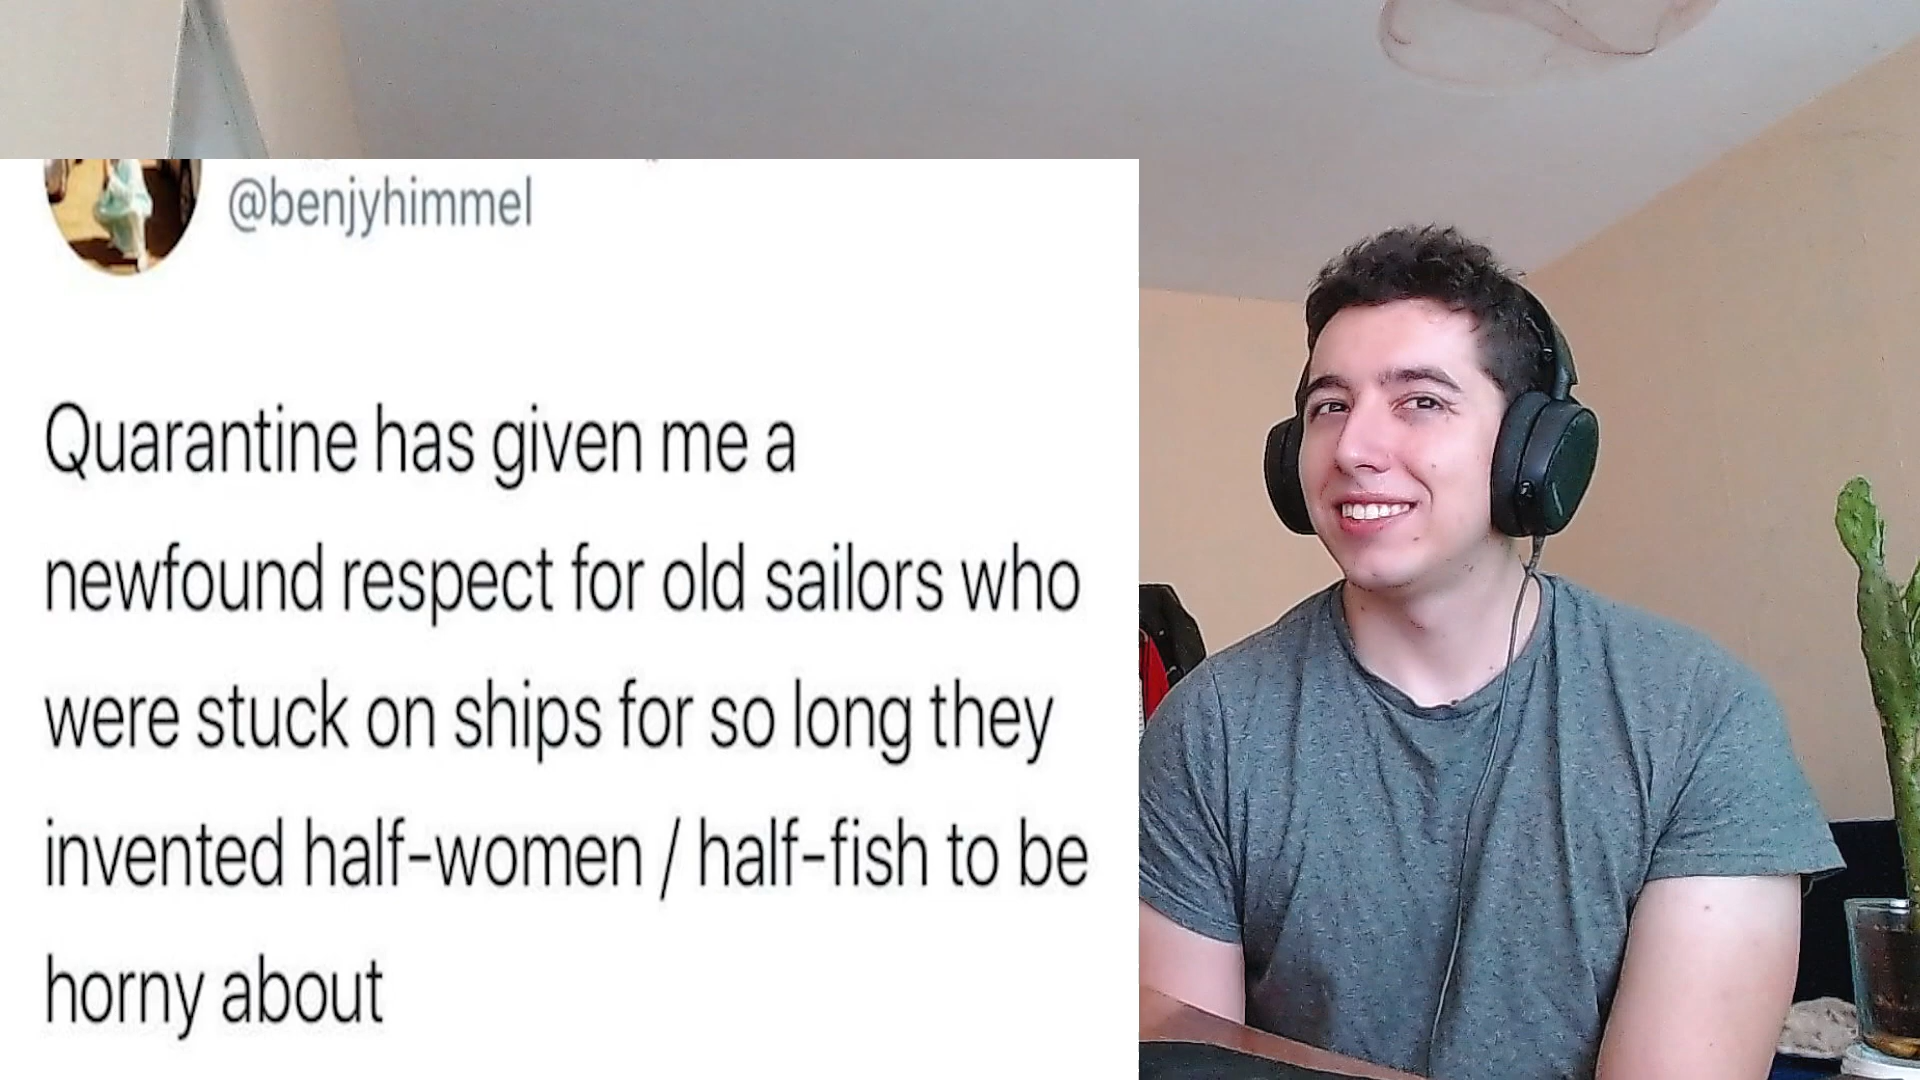 @benjyhimmel
Quarantine has given me a
newfound respect for old sailors who
were stuck on ships for so long they
invented half-women / half-fish to be
horny about